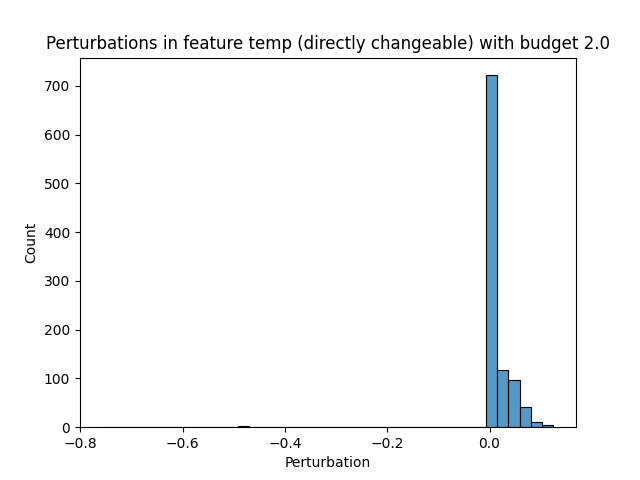 Perturbations in feature temp (directly changeable) with budget 2.0
700
600
500
400
300
200
100
0
Count
−0.8 −0.6 −0.4 −0.2 0.0
Perturbation